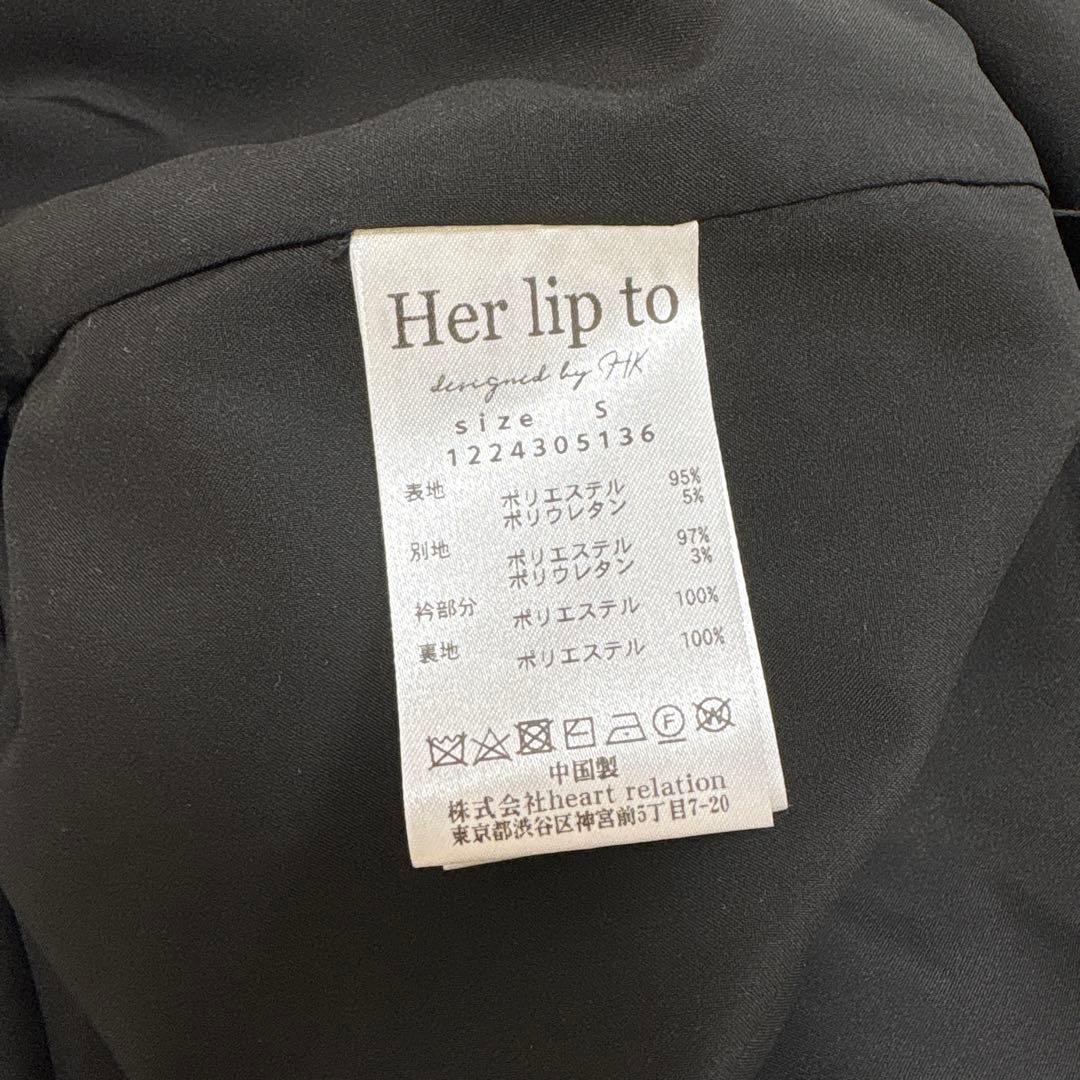 Her lip to
designed by HK
size S
1224305136
表地 ポリエステル 95%
ポリウレタン 5%
別地 ポリエステル 97%
ポリウレタン 3%
衿部分 ポリエステル 100%
裏地 ポリエステル 100%
F W
中国製
株式会社heart relation
東京都渋谷区神宮前5丁目7-20